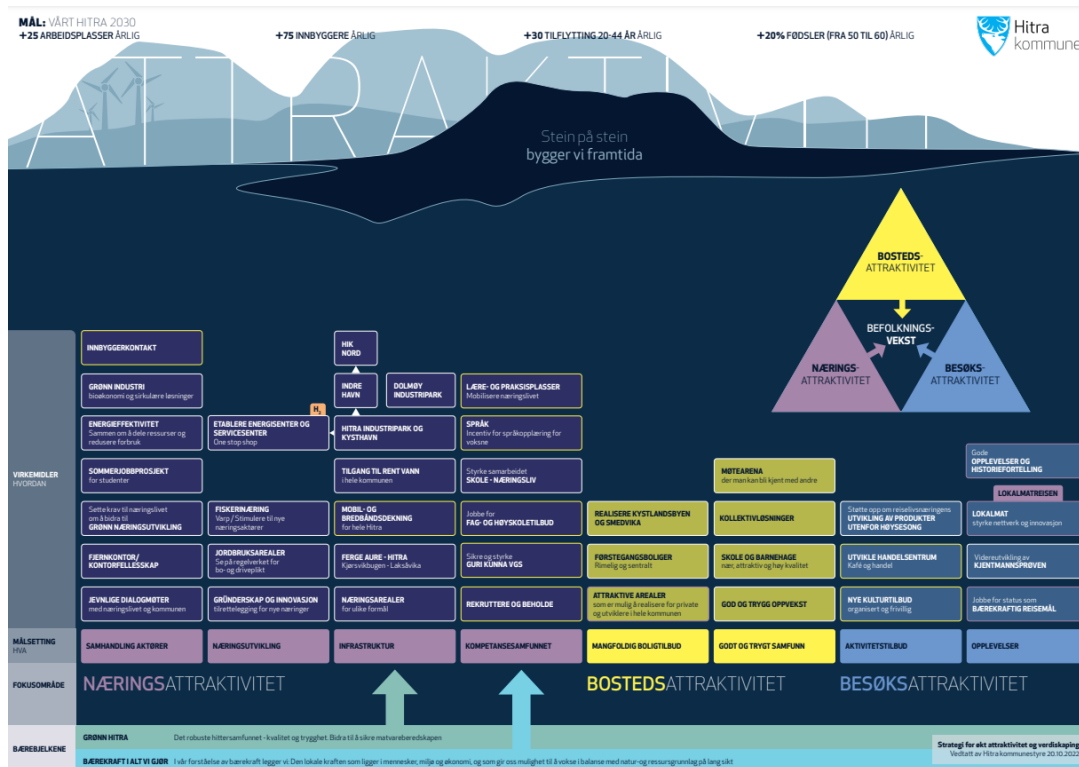 MÅL: VÅRT HITRA 2030
+25 ARBEIDSPLASSER ÅRLIG
+75 INNBYGGERE ÅRLIG
+30 TILFLYTTING 20-44 ÅR ÅRLIG
+20% FØDSLER (FRA 50 TIL 60) ÅRLIG
Hitra
kommune
ATTRAKTIVITET
Stein på stein
bygger vi framtida
BOSTEDS-
ATTRAKTIVITET
BEFOLKNINGS-
VEKST
NÆRINGS-
ATTRAKTIVITET
BESØKS-
ATTRAKTIVITET
VIRKEMIDLER
HVORDAN
INNBYGGERKONTAKT
GRØNN INDUSTRI
bioøkonomi og sirkulære løsninger
ENERGIEFFEKTIVITET
Sammen om å dele ressurser og
redusere forbruk
SOMMERJOBBPROSJEKT
for studenter
Sette krav til næringslivet
om å bidra til
GRØNN NÆRINGSUTVIKLING
FJERNKONTOR/
KONTORFELLESSKAP
JEVNLIGE DIALOGMØTER
med næringslivet og kommunen
H2
ETABLERE ENERGISENTER OG
SERVICESENTER
One stop shop
FISKERINÆRING
Varp / Stimulere til nye
næringsaktører
JORDBRUKSAREALER
Se på regelverket for
bo- og driveplikt
GRÜNDERSKAP OG INNOVASJON
tilrettelegging for nye næringer
HIK
NORD
INDRE
HAVN
DOLMØY
INDUSTRIPARK
HITRA INDUSTRIPARK OG
KYSTHAVN
TILGANG TIL RENT VANN
i hele kommunen
MOBIL- OG
BREDBÅNDSDEKNING
for hele Hitra
FERGE AURE - HITRA
Kjørsvikbugen - Laksåvika
NÆRINGSAREALER
for ulike formål
LÆRE- OG PRAKSISPLASSER
Mobilisere næringslivet
SPRÅK
Incentiv for språkopplæring for
voksne
Styrke samarbeidet
SKOLE - NÆRINGSLIV
Jobbe for
FAG- OG HØYSKOLETILBUD
Sikre og styrke
GURI KUNNA VGS
REKRUTTERE OG BEHOLDE
REALISERE KYSTLANDSBYEN
OG SMEDVIKA
FØRSTEGANGSBOLIGER
Rimelig og sentralt
ATTRAKTIVE AREALER
som er mulig å realisere for private
og utviklere i hele kommunen
MØTEARENA
der man kan bli kjent med andre
KOLLEKTIVLØSNINGER
SKOLE OG BARNEHAGE
nær, attraktiv og høy kvalitet
GOD OG TRYGG OPPVEKST
Støtte opp om reiselivsnæringens
UTVIKLING AV PRODUKTER
UTENFOR HØYSESONG
UTVIKLE HANDELSENTRUM
Kafé og handel
NYE KULTURTILBUD
organisert og frivillig
Gode
OPPLEVELSER OG
HISTORIEFORTELLING
LOKALMATREISEN
LOKALMAT
styrke nettverk og innovasjon
Videreutvikling av
KJENTMANNSPRØVEN
Jobbe for status som
BÆREKRAFTIG REISEMÅL
MÅLSETTING
HVA
SAMHANDLING AKTØRER
NÆRINGSUTVIKLING
INFRASTRUKTUR
KOMPETANSESAMFUNNET
MANGFOLDIG BOLIGTILBUD
GODT OG TRYGT SAMFUNN
AKTIVITETSTILBUD
OPPLEVELSER
FOKUSOMRÅDE
NÆRINGSATTRAKTIVITET
BOSTEDSATTRAKTIVITET
BESØKSATTRAKTIVITET
BÆREBJELKENE
GRØNN HITRA Det robuste hittersamfunnet - kvalitet og trygghet. Bidra til å sikre matvareberedskapen
BÆREKRAFT I ALT VI GJØR I vår forståelse av bærekraft legger vi: Den lokale kraften som ligger i mennesker, miljø og økonomi, og som gir oss mulighet til å vokse i balanse med natur-og ressursgrunnlag på lang sikt
Strategi for økt attraktivitet og verdiskaping
Vedtatt av Hitra kommunestyre 20.10.2022